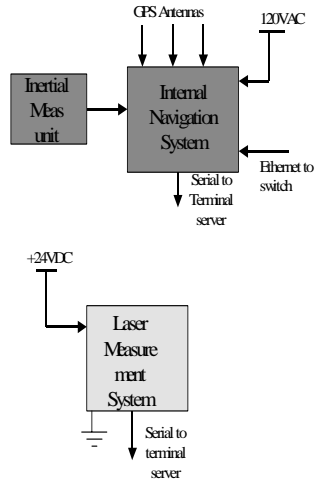 GPS Antennas
120VAC
Inertial
Meas
unit
Internal
Navigation
System
Ethernet to
switch
Serial to
Terminal
server
+24VDC
Laser
Measure
ment
System
Serial to
terminal
server